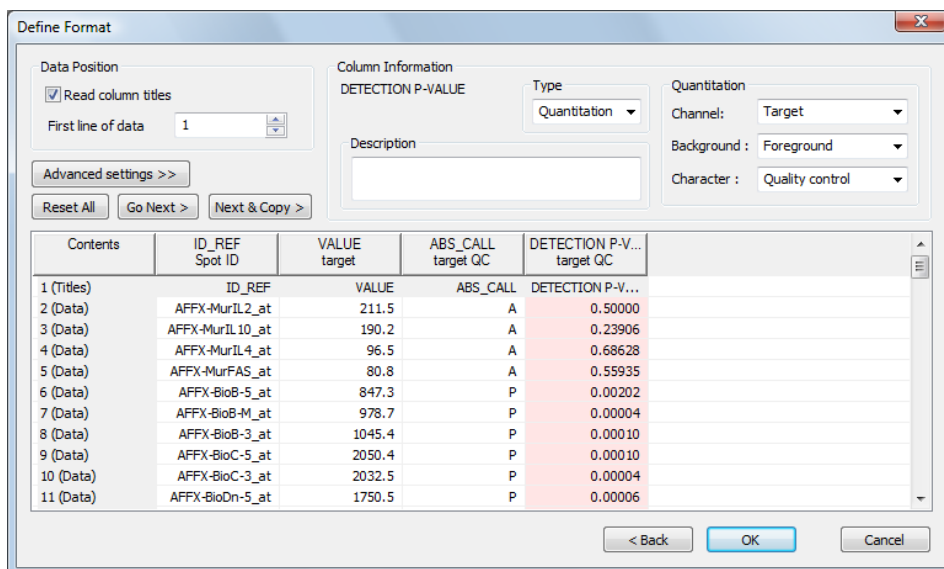 Define Format
Data Position
Read column titles
First line of data 1
Advanced settings >>
Reset All Go Next > Next & Copy >
Column Information
DETECTION P-VALUE
Type
Quantitation
Description
Quantitation
Channel: Target
Background : Foreground
Character : Quality control
Contents ID_REF VALUE ABS_CALL DETECTION P-V...
Spot ID target target QC target QC
1 (Titles) ID_REF VALUE ABS_CALL DETECTION P-V...
2 (Data) AFFX-MurIL2_at 211.5 A 0.50000
3 (Data) AFFX-MurIL10_at 190.2 A 0.23906
4 (Data) AFFX-MurIL4_at 96.5 A 0.68628
5 (Data) AFFX-MurFAS_at 80.8 A 0.55935
6 (Data) AFFX-BioB-5_at 847.3 P 0.00202
7 (Data) AFFX-BioB-M_at 978.7 P 0.00004
8 (Data) AFFX-BioB-3_at 1045.4 P 0.00010
9 (Data) AFFX-BioC-5_at 2050.4 P 0.00010
10 (Data) AFFX-BioC-3_at 2032.5 P 0.00004
11 (Data) AFFX-BioDn-5_at 1750.5 P 0.00006
< Back OK Cancel